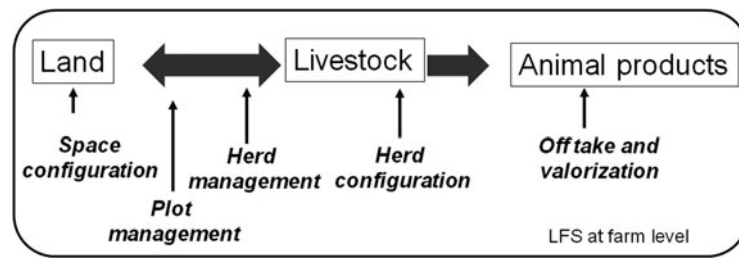 Land
Livestock
Animal products
Space
configuration
Plot
management
Herd
management
Herd
configuration
Off take and
valorization
LFS at farm level